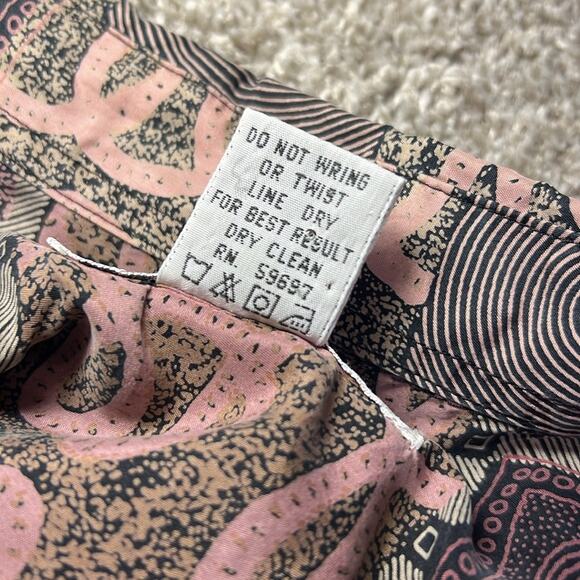 DO NOT WRING
OR TWIST
LINE DRY
FOR BEST RESULT
DRY CLEAN
RN. 59697